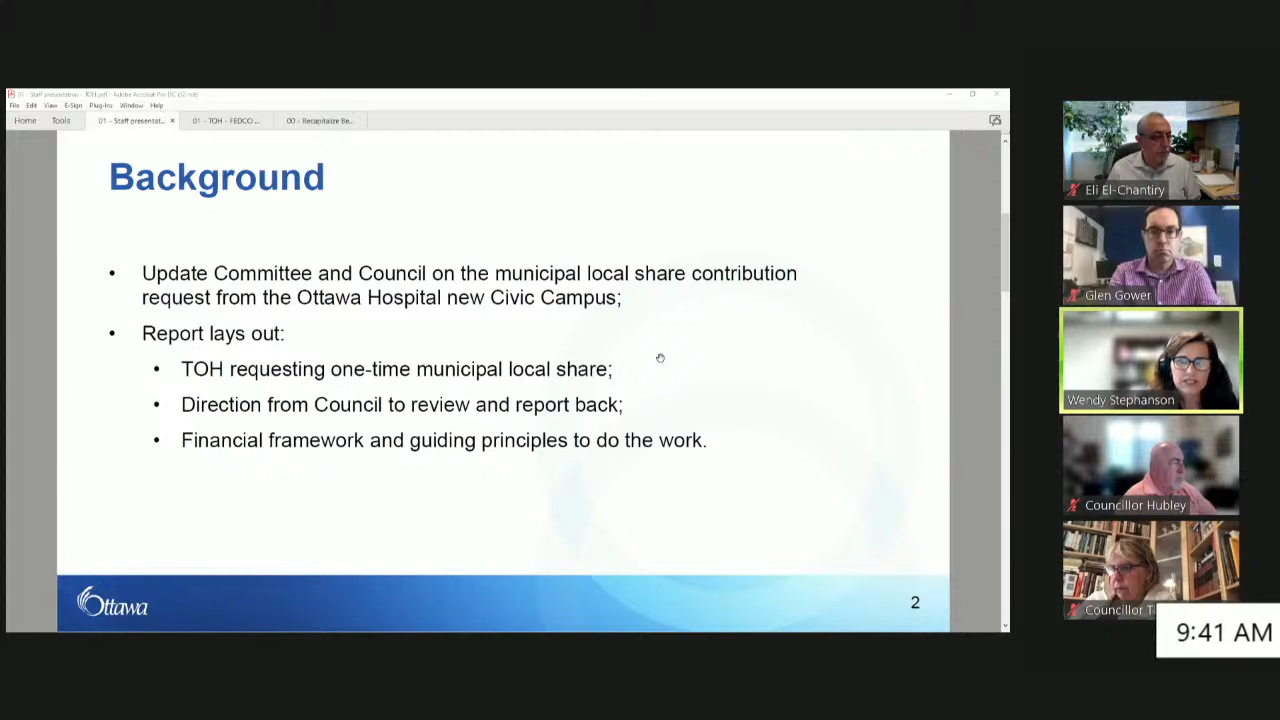 01 - Staff presentation - TOH.pdf - Adobe Acrobat Pro DC (32-bit)
File Edit View E-Sign Plug-Ins Window Help
Home Tools 01 - Staff presentat... × 01 - TOH - FEDCO ... 00 - Recapitalize Be...
Background
• Update Committee and Council on the municipal local share contribution
request from the Ottawa Hospital new Civic Campus;
• Report lays out:
• TOH requesting one-time municipal local share;
• Direction from Council to review and report back;
• Financial framework and guiding principles to do the work.
Ottawa
2
Eli El-Chantiry
Glen Gower
Wendy Stephanson
Councillor Hubley
Councillor T
9:41 AM